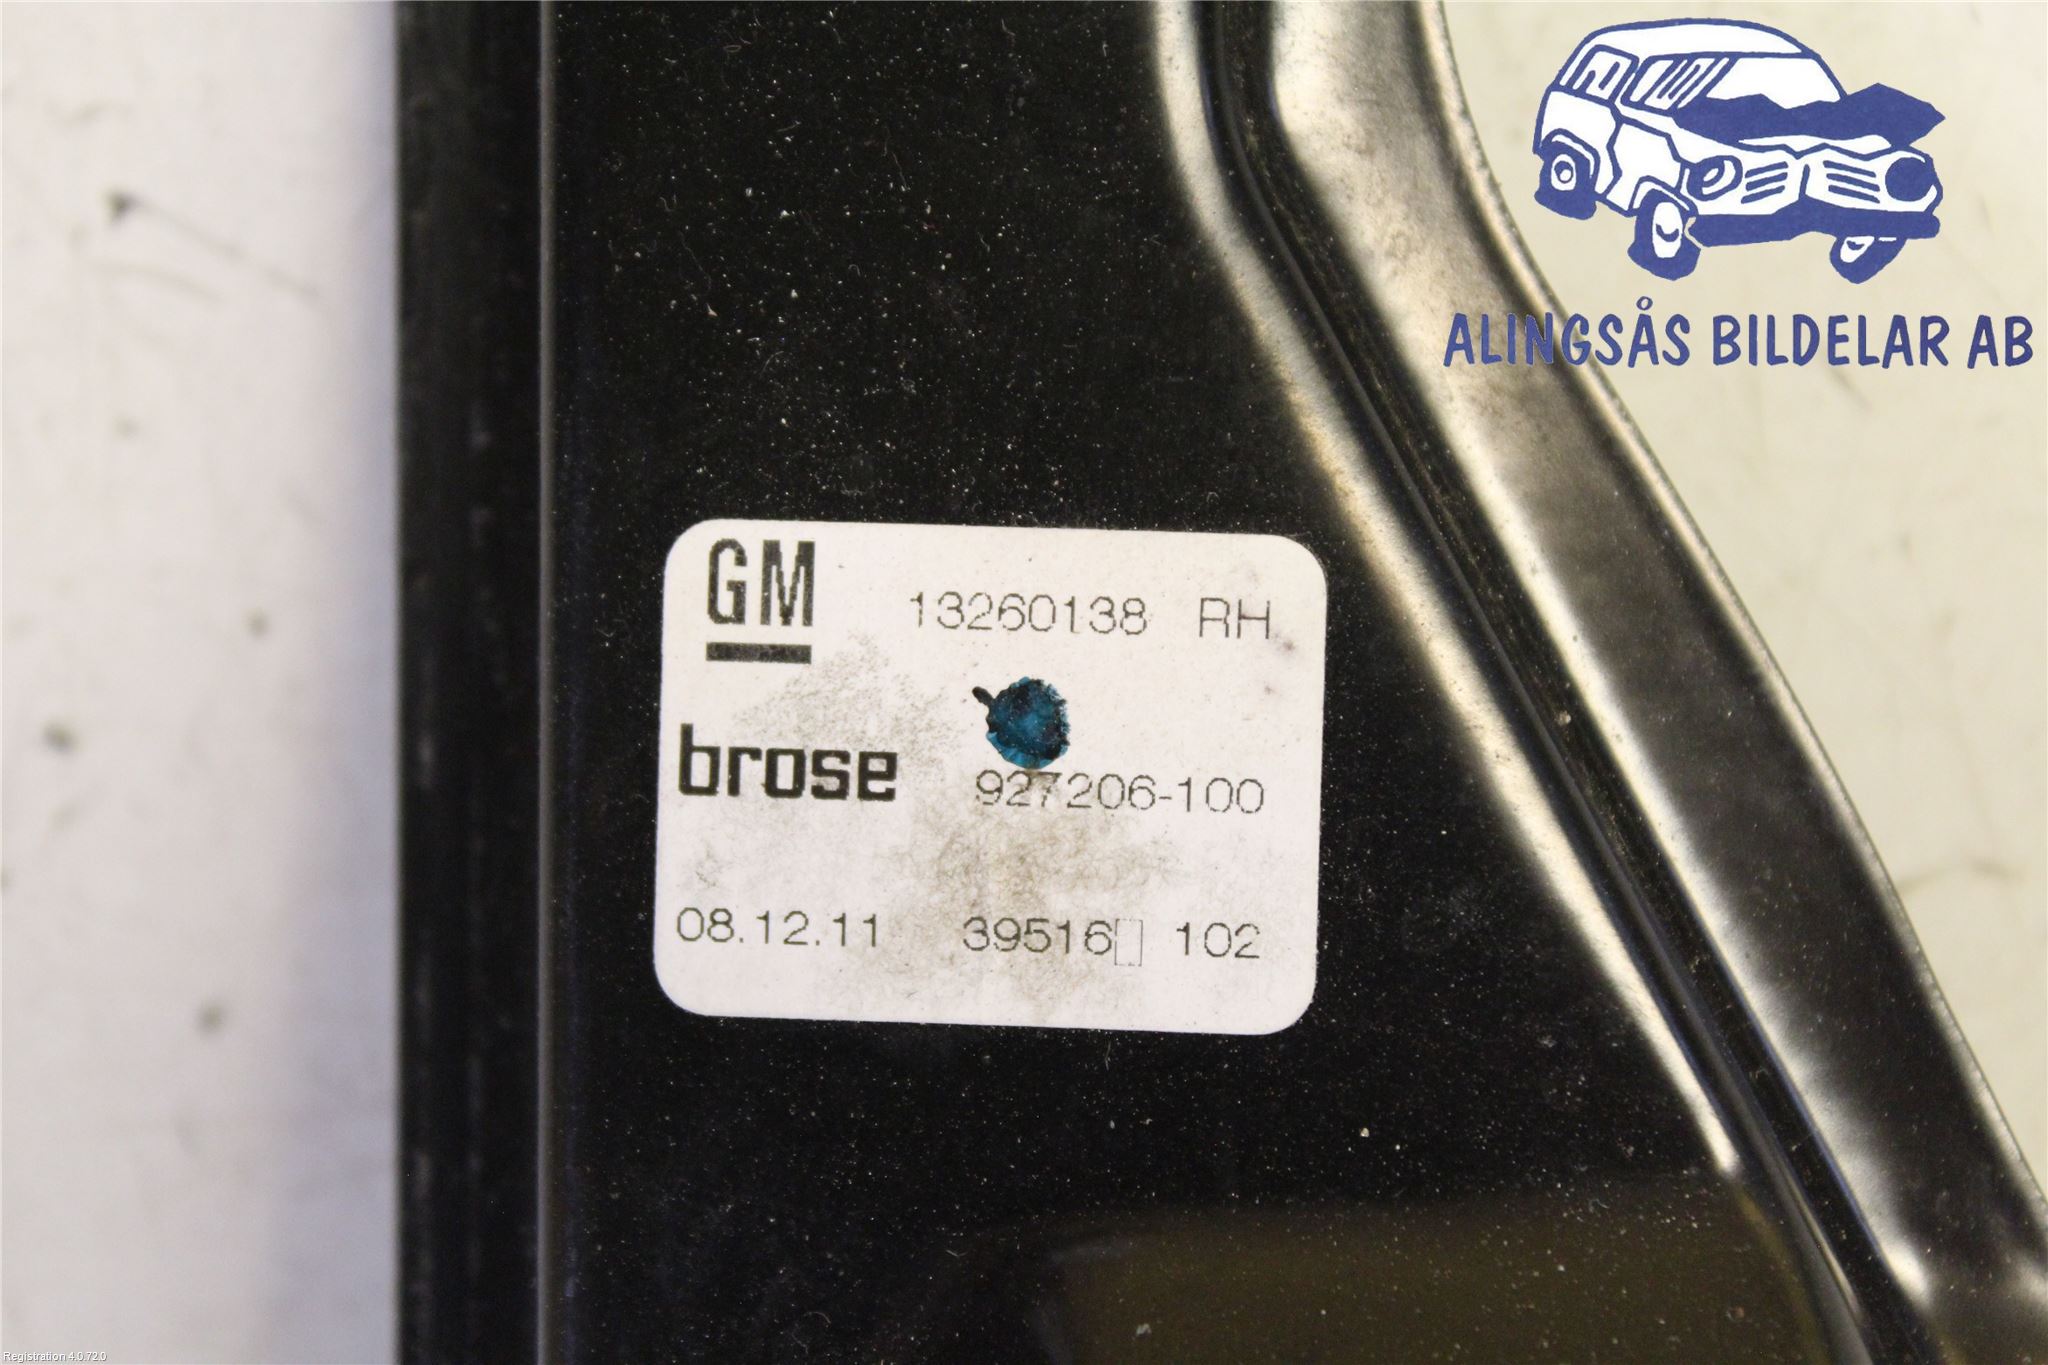 ALINGSÅS BILDELAR AB
GM
13260138 RH
brose
927206-100
08.12.11 39516▯ 102
Registration 4.0.72.0